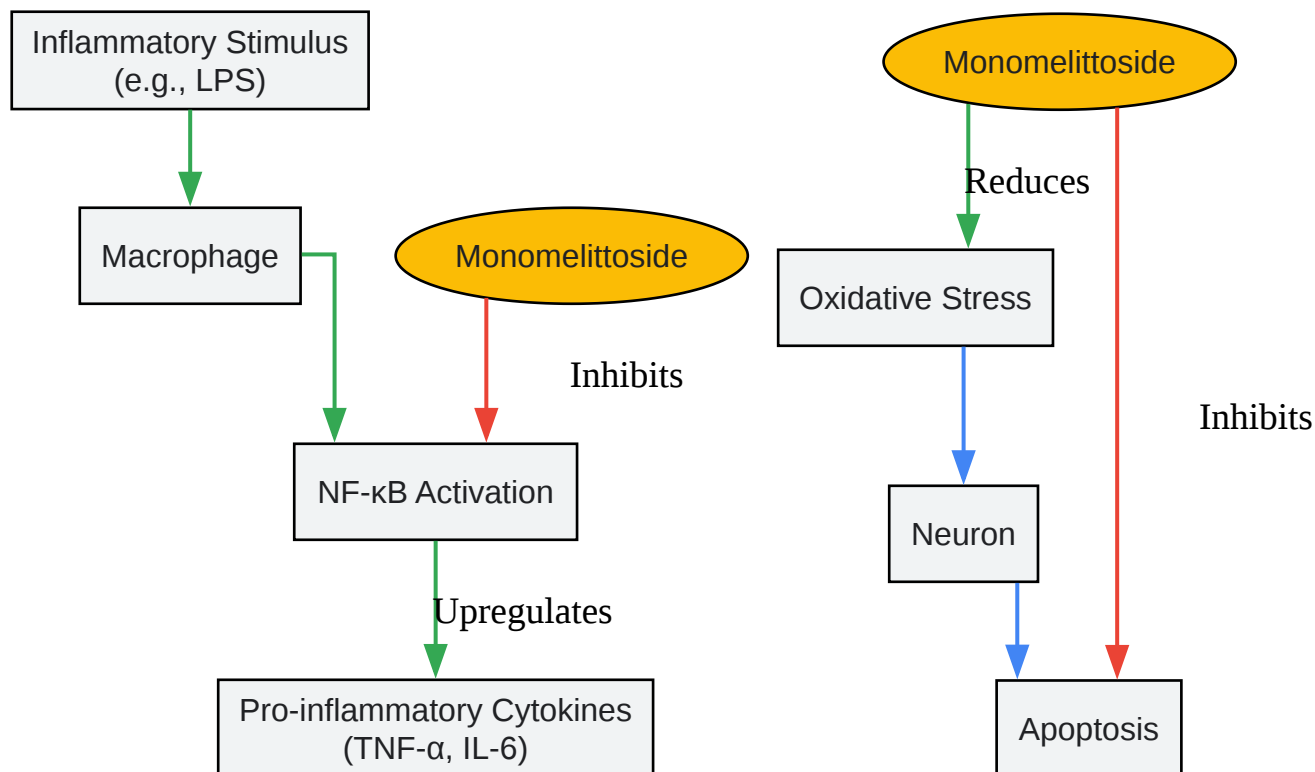 Inflammatory Stimulus
(e.g., LPS)
Macrophage
Monomelittoside
Inhibits
NF-κB Activation
Upregulates
Pro-inflammatory Cytokines
(TNF-α, IL-6)
Monomelittoside
Reduces
Oxidative Stress
Inhibits
Neuron
Apoptosis